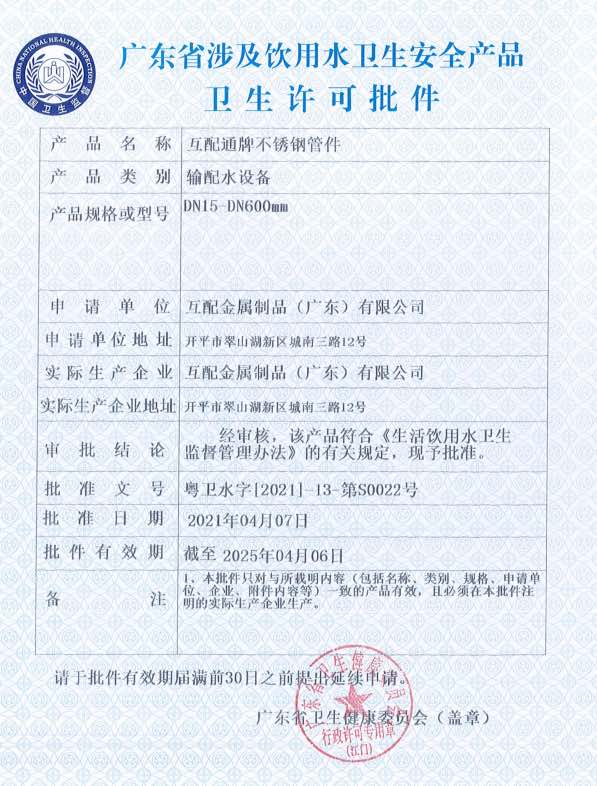 CHINA NATIONAL HEALTH INSPECTION
中国卫生监督
广东省涉及饮用水卫生安全产品
卫生许可批件
产品名称 互配通牌不锈钢管件
产品类别 输配水设备
产品规格或型号 DN15-DN600mm
申请单位 互配金属制品（广东）有限公司
申请单位地址 开平市翠山湖新区城南三路12号
实际生产企业 互配金属制品（广东）有限公司
实际生产企业地址 开平市翠山湖新区城南三路12号
审批结论 经审核，该产品符合《生活饮用水卫生
监督管理办法》的有关规定，现予批准。
批准文号 粤卫水字[2021]-13-第S0022号
批准日期 2021年04月07日
批件有效期 截至 2025年04月06日
备注 1、本批件只对与所载明内容（包括名称、类别、规格、申请单
位、企业、附件内容等）一致的产品有效，且必须在本批件注
明的实际生产企业生产。
请于批件有效期届满前30日之前提出延续申请。
广东省卫生健康委员会（盖章）
广东省卫生健康委员会
行政许可专用章
(江门)